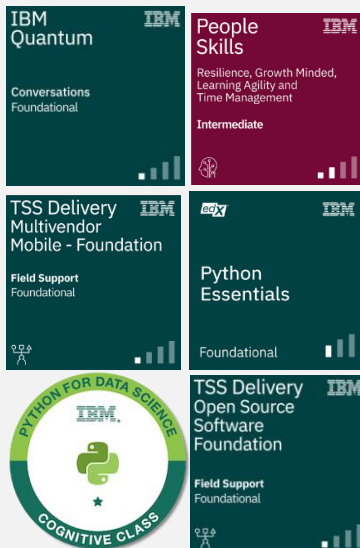 IBM
Quantum
IBM
Conversations
Foundational
People
Skills
IBM
Resilience, Growth Minded,
Learning Agility and
Time Management
Intermediate
TSS Delivery
IBM
Multivendor
Mobile - Foundation
Field Support
Foundational
edX
IBM
Python
Essentials
Foundational
PYTHON FOR DATA SCIENCE
IBM.
COGNITIVE CLASS
TSS Delivery
IBM
Open Source
Software
Foundation
Field Support
Foundational